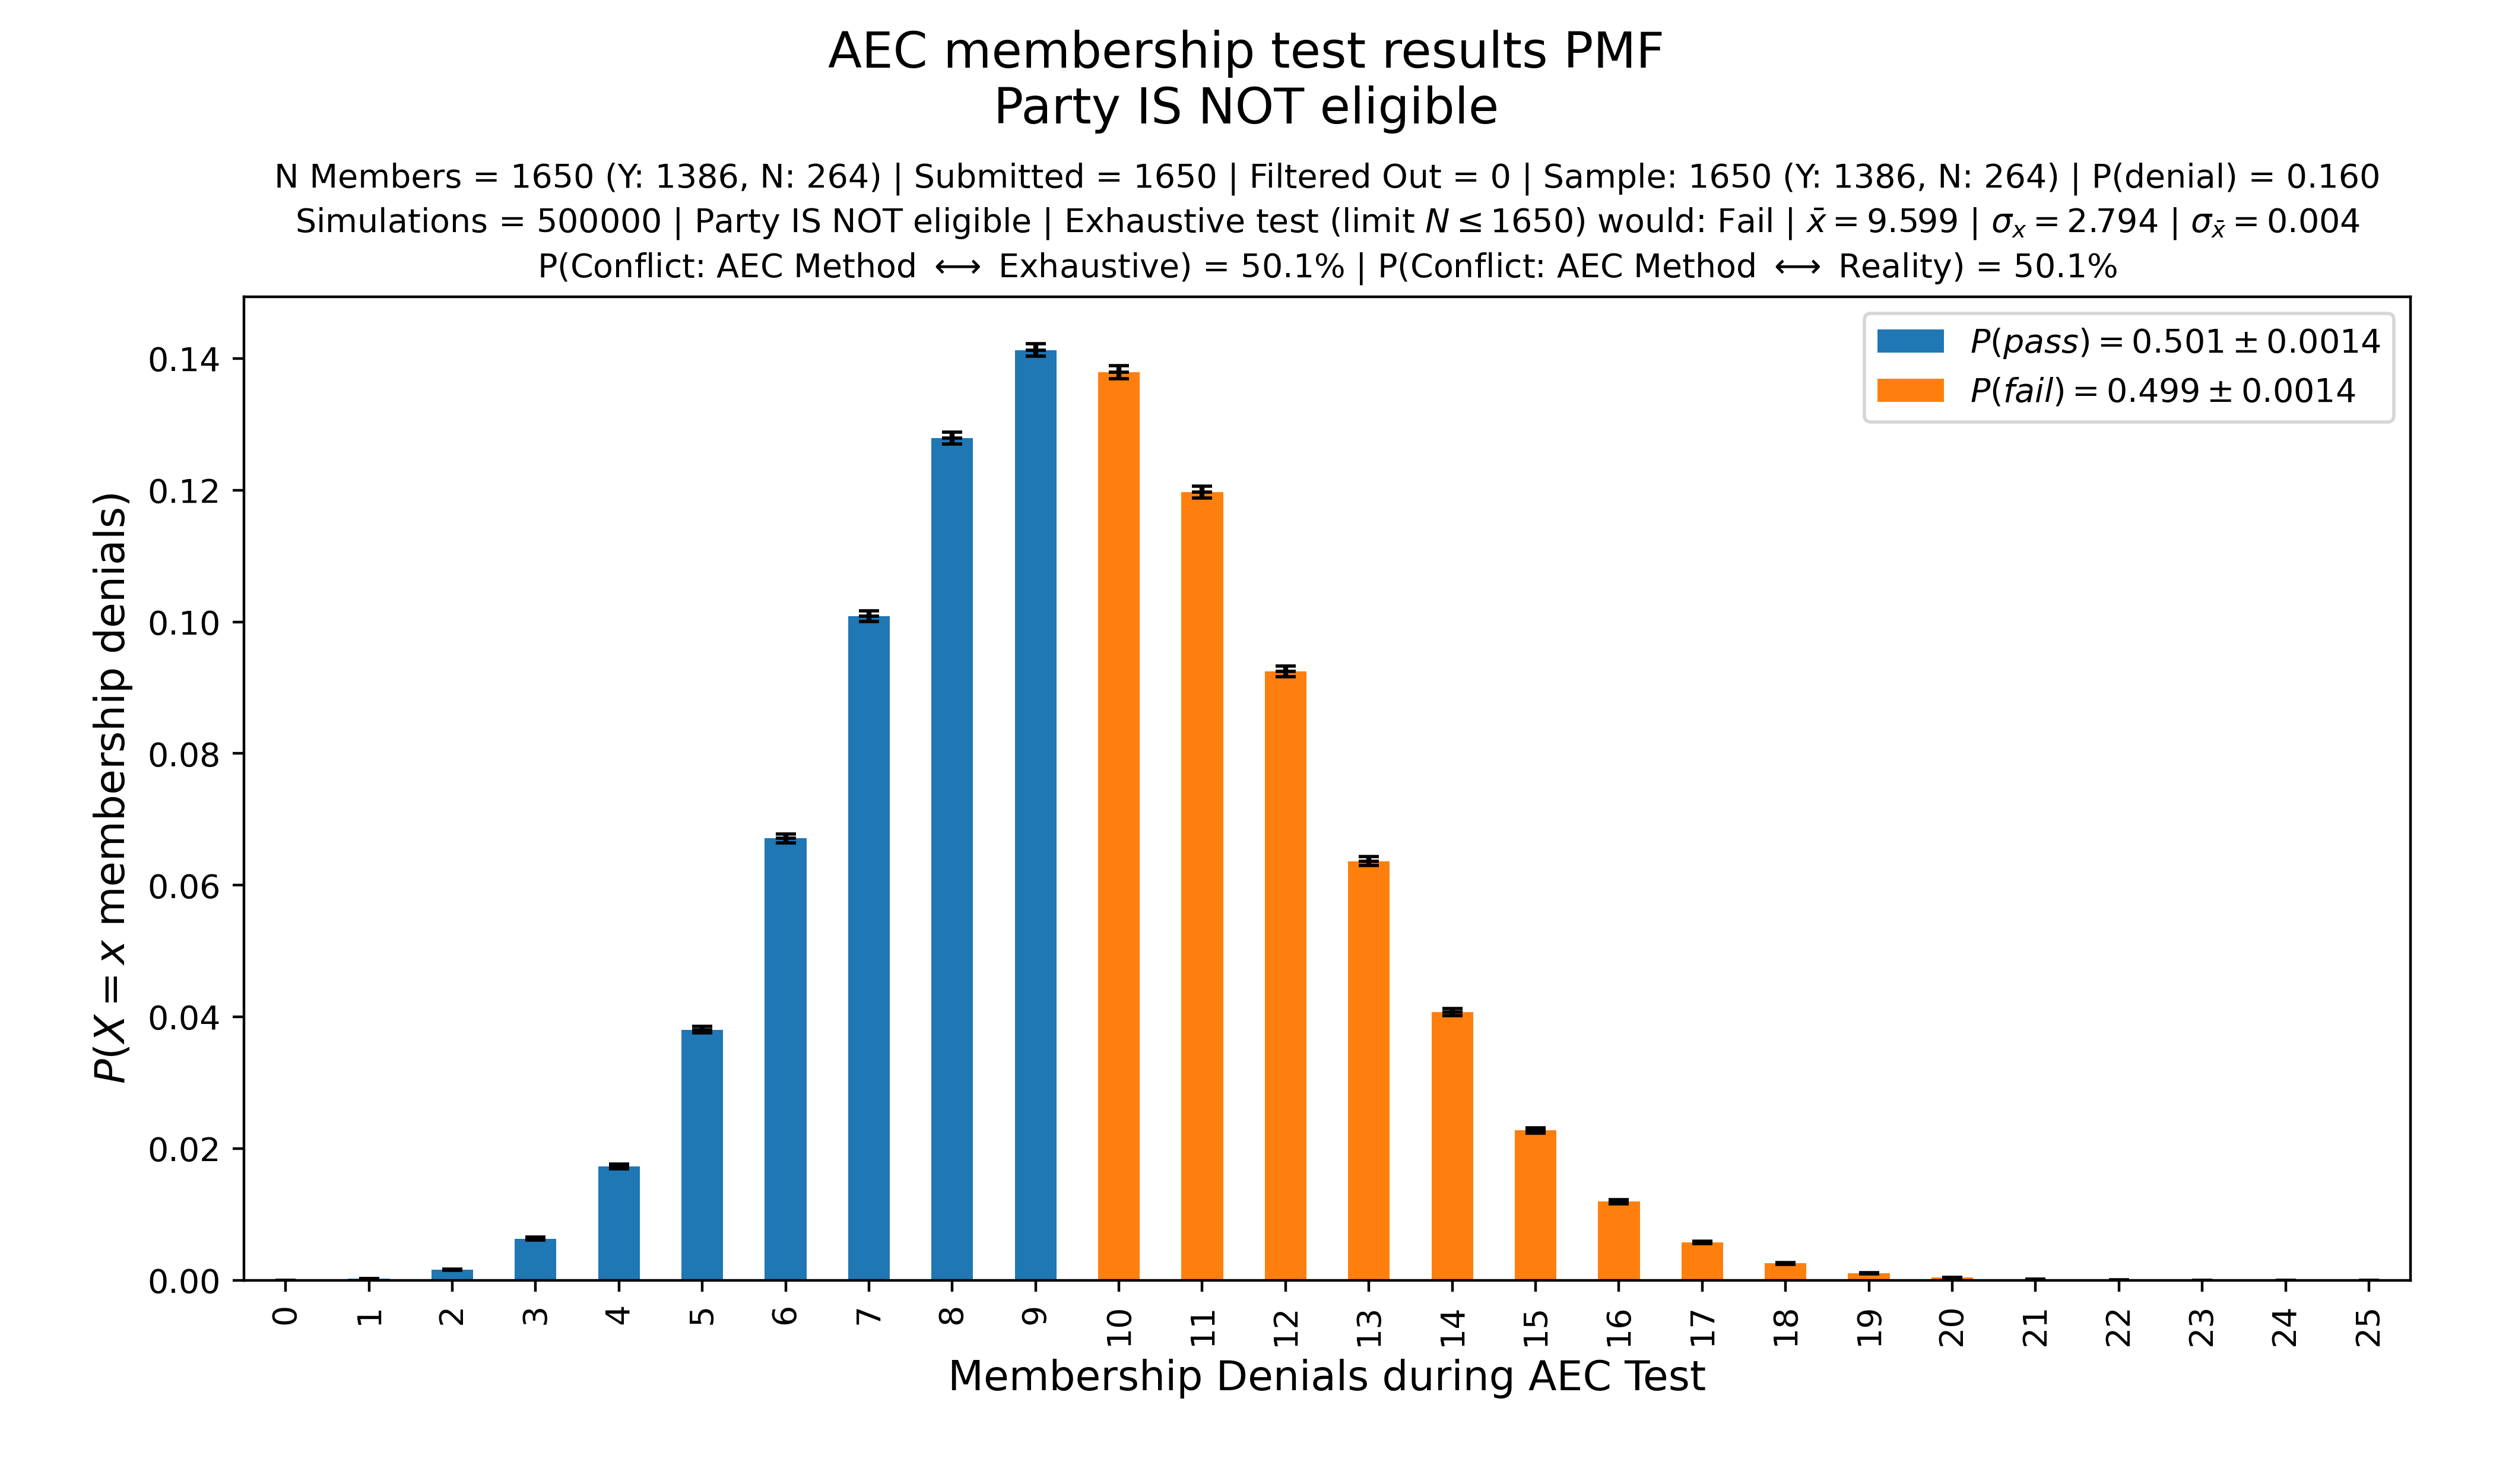 AEC membership test results PMF
Party IS NOT eligible
N Members = 1650 (Y: 1386, N: 264) | Submitted = 1650 | Filtered Out = 0 | Sample: 1650 (Y: 1386, N: 264) | P(denial) = 0.160
Simulations = 500000 | Party IS NOT eligible | Exhaustive test (limit N ≤ 1650) would: Fail | x̄ = 9.599 | σₓ = 2.794 | σ_x̄ = 0.004
P(Conflict: AEC Method ⟷ Exhaustive) = 50.1% | P(Conflict: AEC Method ⟷ Reality) = 50.1%
P(pass) = 0.501 ± 0.0014
P(fail) = 0.499 ± 0.0014
P(X = x membership denials)
0.14
0.12
0.10
0.08
0.06
0.04
0.02
0.00
0 1 2 3 4 5 6 7 8 9 10 11 12 13 14 15 16 17 18 19 20 21 22 23 24 25
Membership Denials during AEC Test